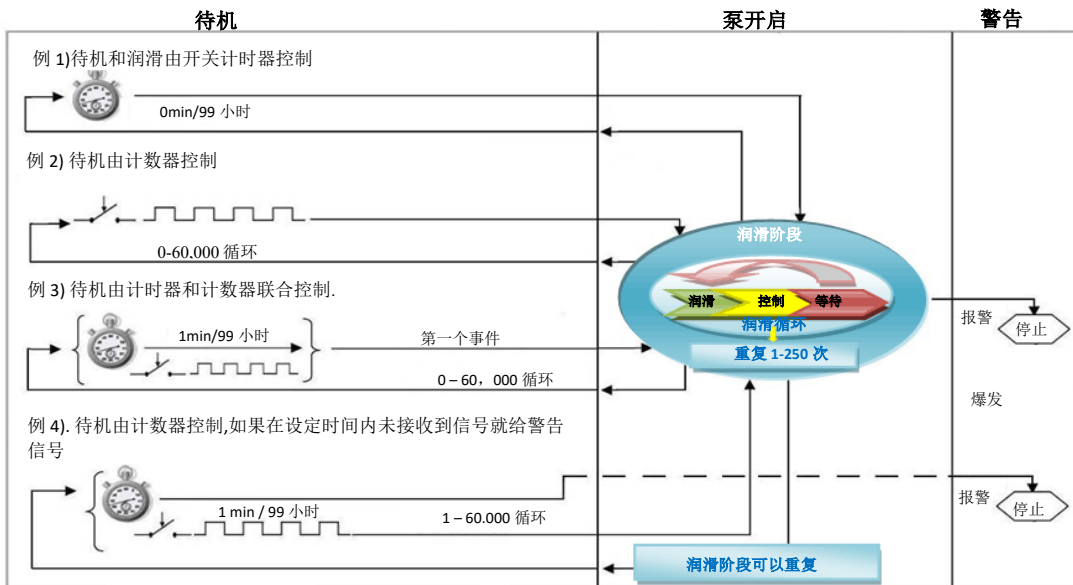 待机
泵开启
警告
例 1)待机和润滑由开关计时器控制
0min/99 小时
例 2) 待机由计数器控制
0-60.000 循环
例 3) 待机由计时器和计数器联合控制.
1min/99 小时
第一个事件
0 – 60，000 循环
例 4). 待机由计数器控制,如果在设定时间内未接收到信号就给警告
信号
1 min / 99 小时
1 – 60.000 循环
润滑阶段
润滑
控制
等待
润滑循环
重复 1-250 次
润滑阶段可以重复
报警
停止
爆发
报警
停止